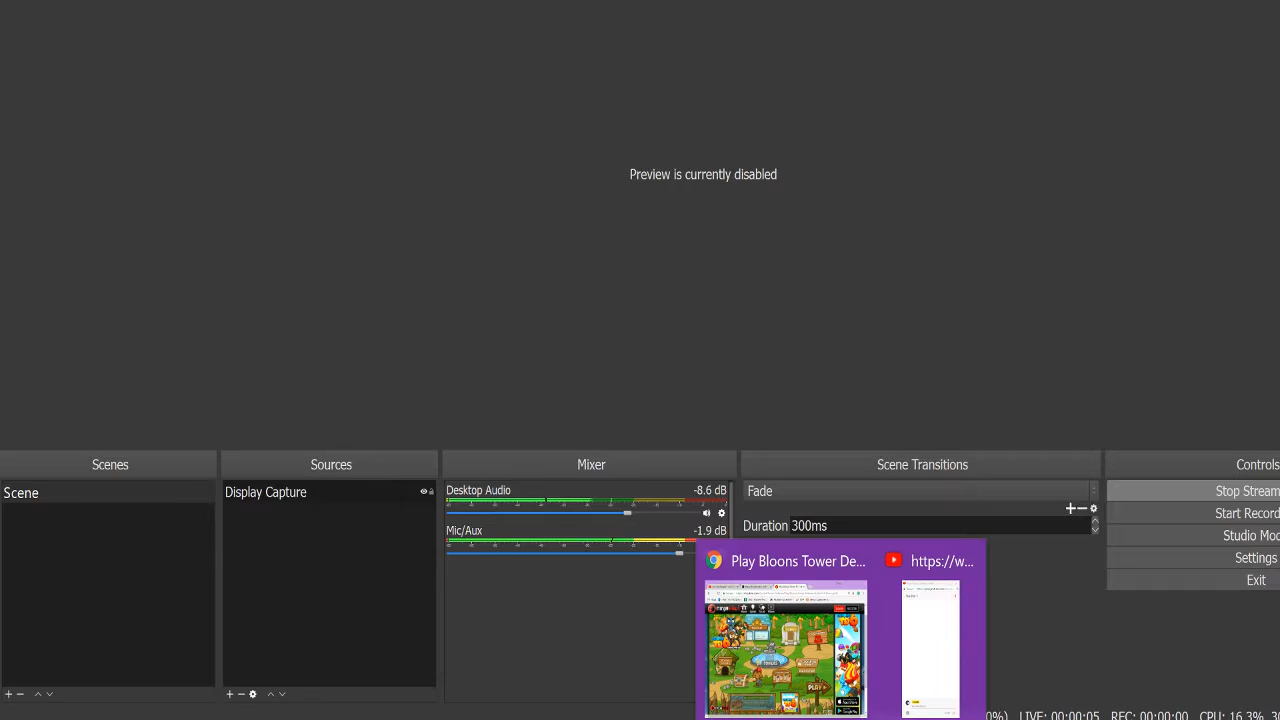 Preview is currently disabled
Scenes
Sources
Mixer
Scene Transitions
Controls
Scene
Display Capture
Desktop Audio
-8.6 dB
Mic/Aux
-1.9 dB
Fade
Duration 300ms
Stop Stream
Start Record
Studio Mod
Settings
Exit
Play Bloons Tower De...
https://w...
PLAY
0%) LIVE: 00:00:05 REC: 00:00:00 CPU: 16.3%